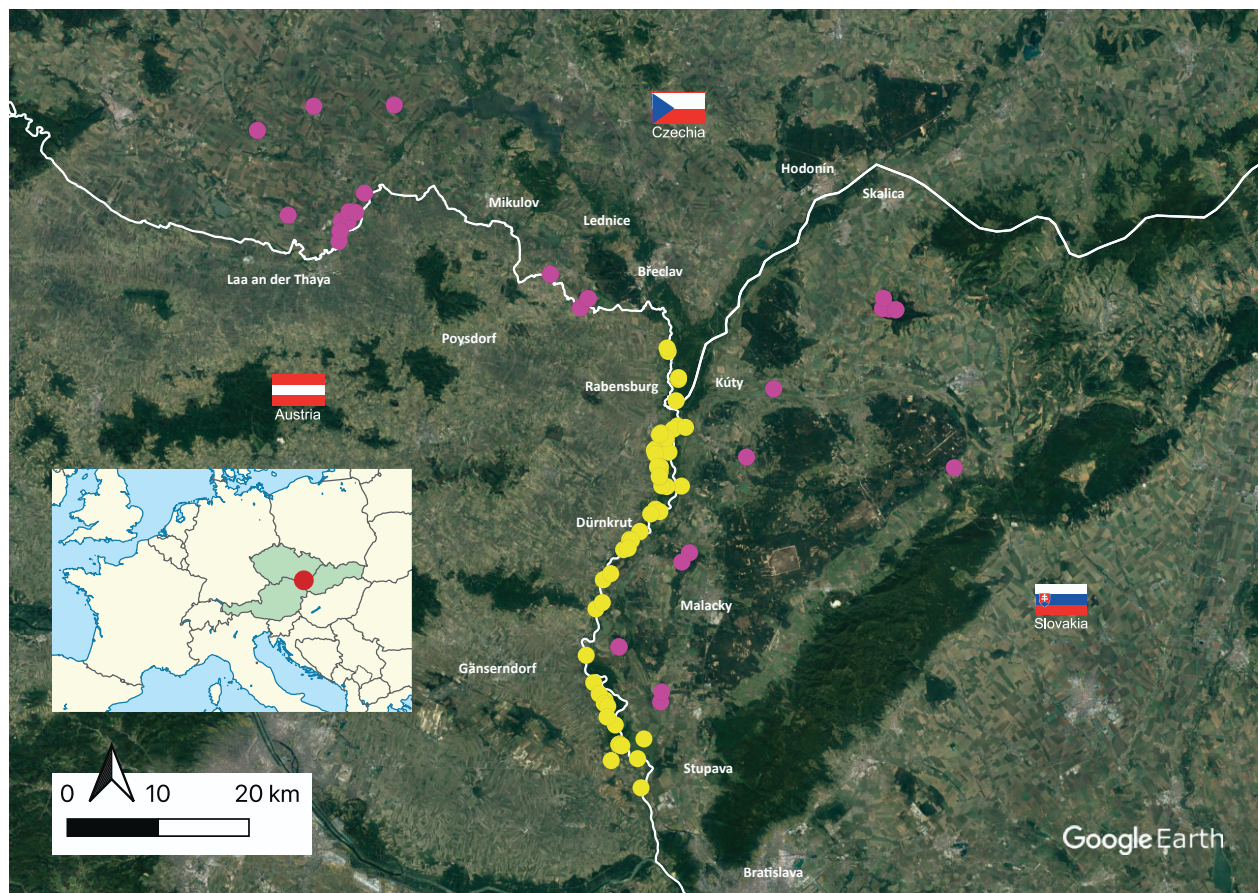 Czechia
Hodonín
Skalica
Mikulov
Lednice
Břeclav
Laa an der Thaya
Poysdorf
Rabensburg
Kúty
Austria
Dürnkrut
Malacky
Slovakia
Gänserndorf
Stupava
0 10 20 km
Google Earth
Bratislava